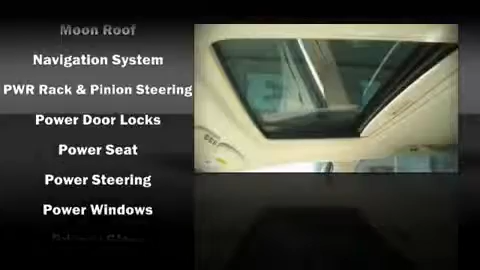 Moon Roof
Navigation System
PWR Rack & Pinion Steering
Power Door Locks
Power Seat
Power Steering
Power Windows